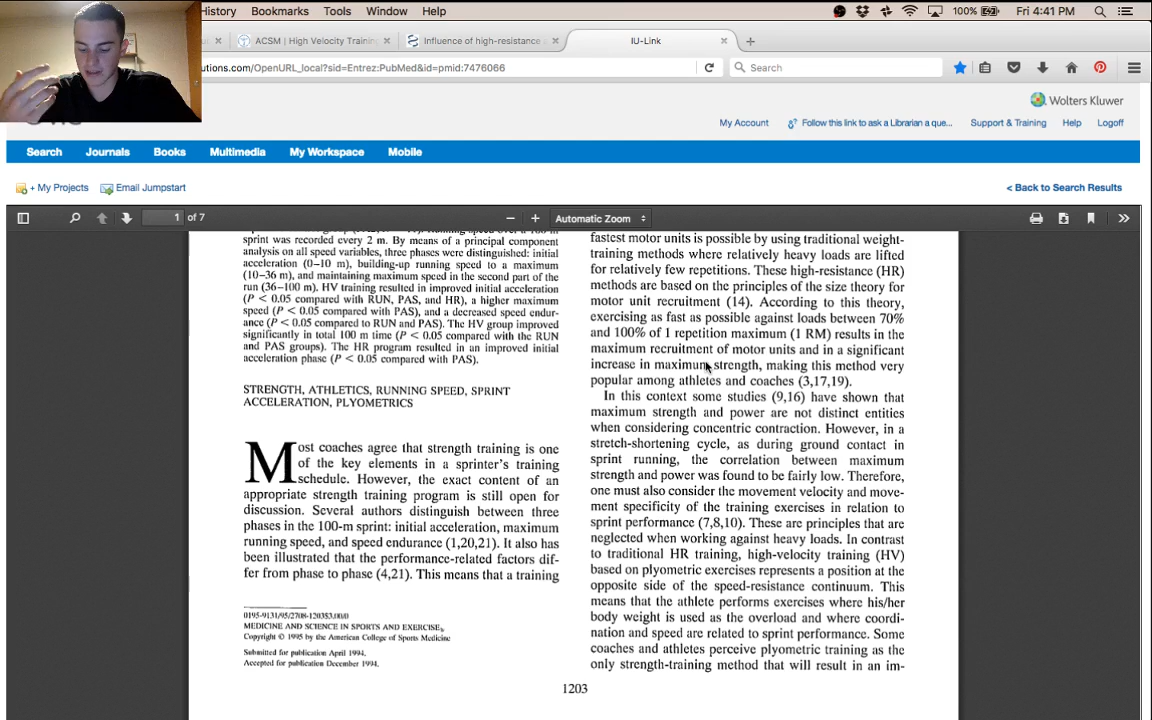 History Bookmarks Tools Window Help
100% Fri 4:41 PM
ACSM | High Velocity Trainin
Influence of high-resistance
IU-Link
utions.com/OpenURL_local?sid=Entrez:PubMed&id=pmid:7476066
Search
Wolters Kluwer
My Account
Follow this link to ask a Librarian a que...
Support & Training
Help
Logoff
Search Journals Books Multimedia My Workspace Mobile
+ My Projects Email Jumpstart
< Back to Search Results
1 of 7
Automatic Zoom
sprint was recorded every 2 m. By means of a principal component
analysis on all speed variables, three phases were distinguished: initial
acceleration (0–10 m), building-up running speed to a maximum
(10–36 m), and maintaining maximum speed in the second part of the
run (36–100 m). HV training resulted in improved initial acceleration
(P < 0.05 compared with RUN, PAS, and HR), a higher maximum
speed (P < 0.05 compared with PAS), and a decreased speed endur-
ance (P < 0.05 compared to RUN and PAS). The HV group improved
significantly in total 100 m time (P < 0.05 compared with the RUN
and PAS groups). The HR program resulted in an improved initial
acceleration phase (P < 0.05 compared with PAS).
STRENGTH, ATHLETICS, RUNNING SPEED, SPRINT
ACCELERATION, PLYOMETRICS
Most coaches agree that strength training is one
of the key elements in a sprinter's training
schedule. However, the exact content of an
appropriate strength training program is still open for
discussion. Several authors distinguish between three
phases in the 100-m sprint: initial acceleration, maximum
running speed, and speed endurance (1,20,21). It also has
been illustrated that the performance-related factors dif-
fer from phase to phase (4,21). This means that a training
0195-9131/95/2708-1203$3.00/0
MEDICINE AND SCIENCE IN SPORTS AND EXERCISE
Copyright © 1995 by the American College of Sports Medicine
Submitted for publication April 1994.
Accepted for publication December 1994.
fastest motor units is possible by using traditional weight-
training methods where relatively heavy loads are lifted
for relatively few repetitions. These high-resistance (HR)
methods are based on the principles of the size theory for
motor unit recruitment (14). According to this theory,
exercising as fast as possible against loads between 70%
and 100% of 1 repetition maximum (1 RM) results in the
maximum recruitment of motor units and in a significant
increase in maximum strength, making this method very
popular among athletes and coaches (3,17,19).
In this context some studies (9,16) have shown that
maximum strength and power are not distinct entities
when considering concentric contraction. However, in a
stretch-shortening cycle, as during ground contact in
sprint running, the correlation between maximum
strength and power was found to be fairly low. Therefore,
one must also consider the movement velocity and move-
ment specificity of the training exercises in relation to
sprint performance (7,8,10). These are principles that are
neglected when working against heavy loads. In contrast
to traditional HR training, high-velocity training (HV)
based on plyometric exercises represents a position at the
opposite side of the speed-resistance continuum. This
means that the athlete performs exercises where his/her
body weight is used as the overload and where coordi-
nation and speed are related to sprint performance. Some
coaches and athletes perceive plyometric training as the
only strength-training method that will result in an im-
1203